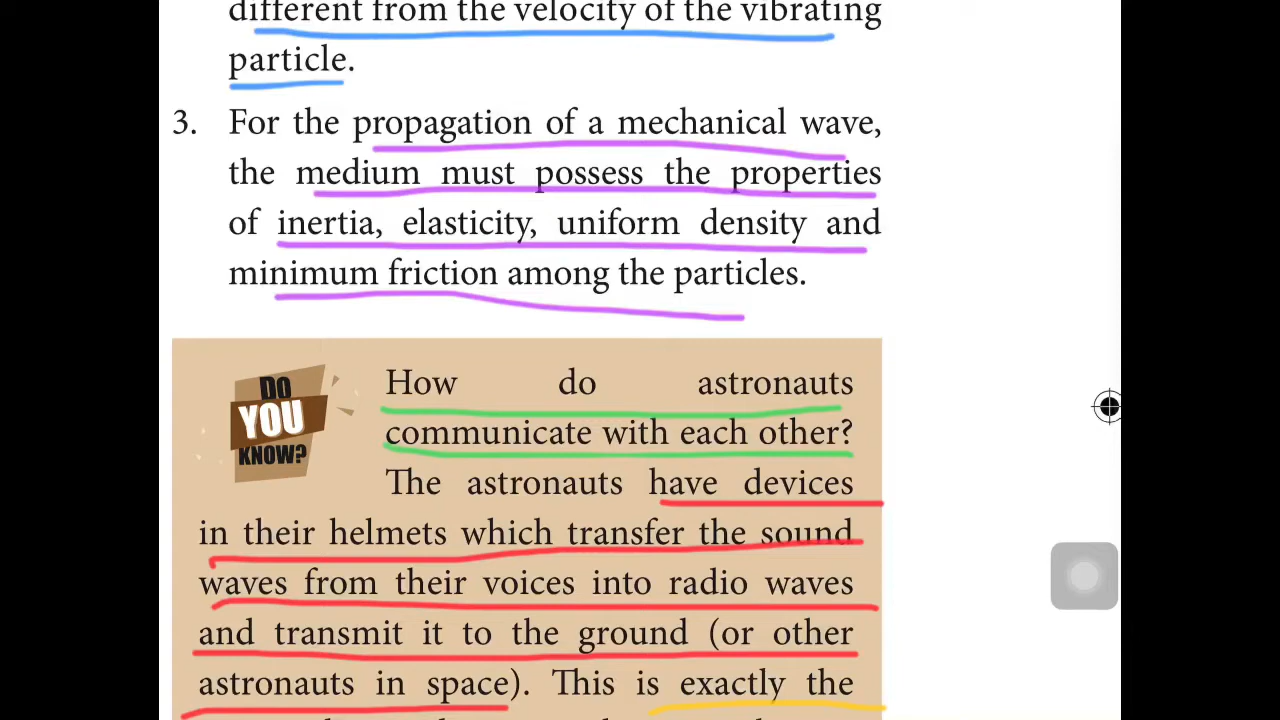 different from the velocity of the vibrating
particle.
3. For the propagation of a mechanical wave,
the medium must possess the properties
of inertia, elasticity, uniform density and
minimum friction among the particles.
DO
YOU
KNOW?
How do astronauts
communicate with each other?
The astronauts have devices
in their helmets which transfer the sound
waves from their voices into radio waves
and transmit it to the ground (or other
astronauts in space). This is exactly the